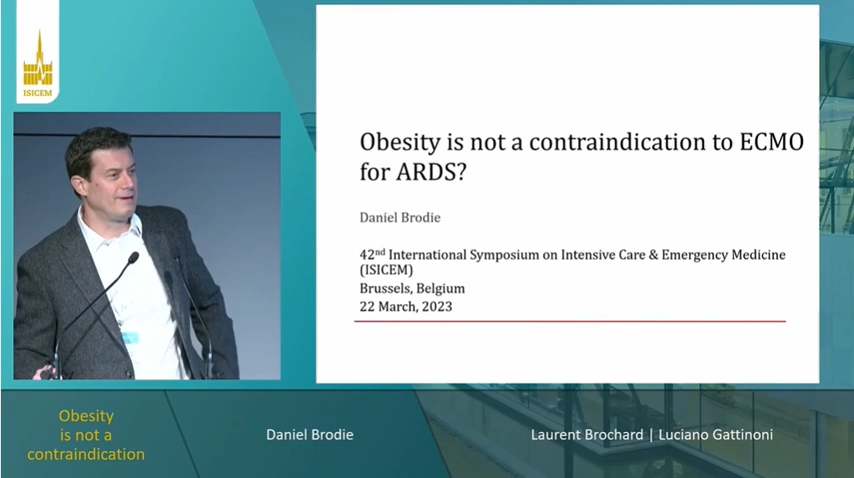 ISICEM
Obesity is not a contraindication to ECMO
for ARDS?
Daniel Brodie
42nd International Symposium on Intensive Care & Emergency Medicine
(ISICEM)
Brussels, Belgium
22 March, 2023
Obesity
is not a
contraindication
Daniel Brodie
Laurent Brochard | Luciano Gattinoni